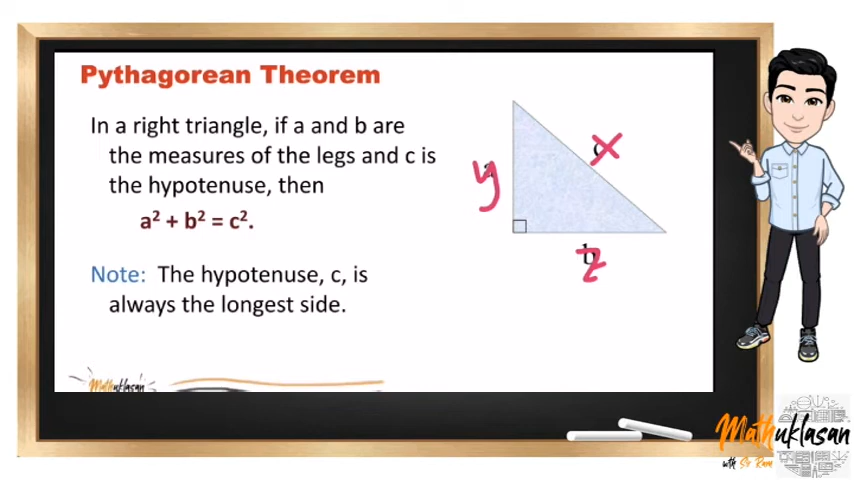 Pythagorean Theorem
In a right triangle, if a and b are
the measures of the legs and c is
the hypotenuse, then
a² + b² = c².
Note: The hypotenuse, c, is
always the longest side.
y
x
z
Mathuklasan
Mathuklasan
with Sir Ram